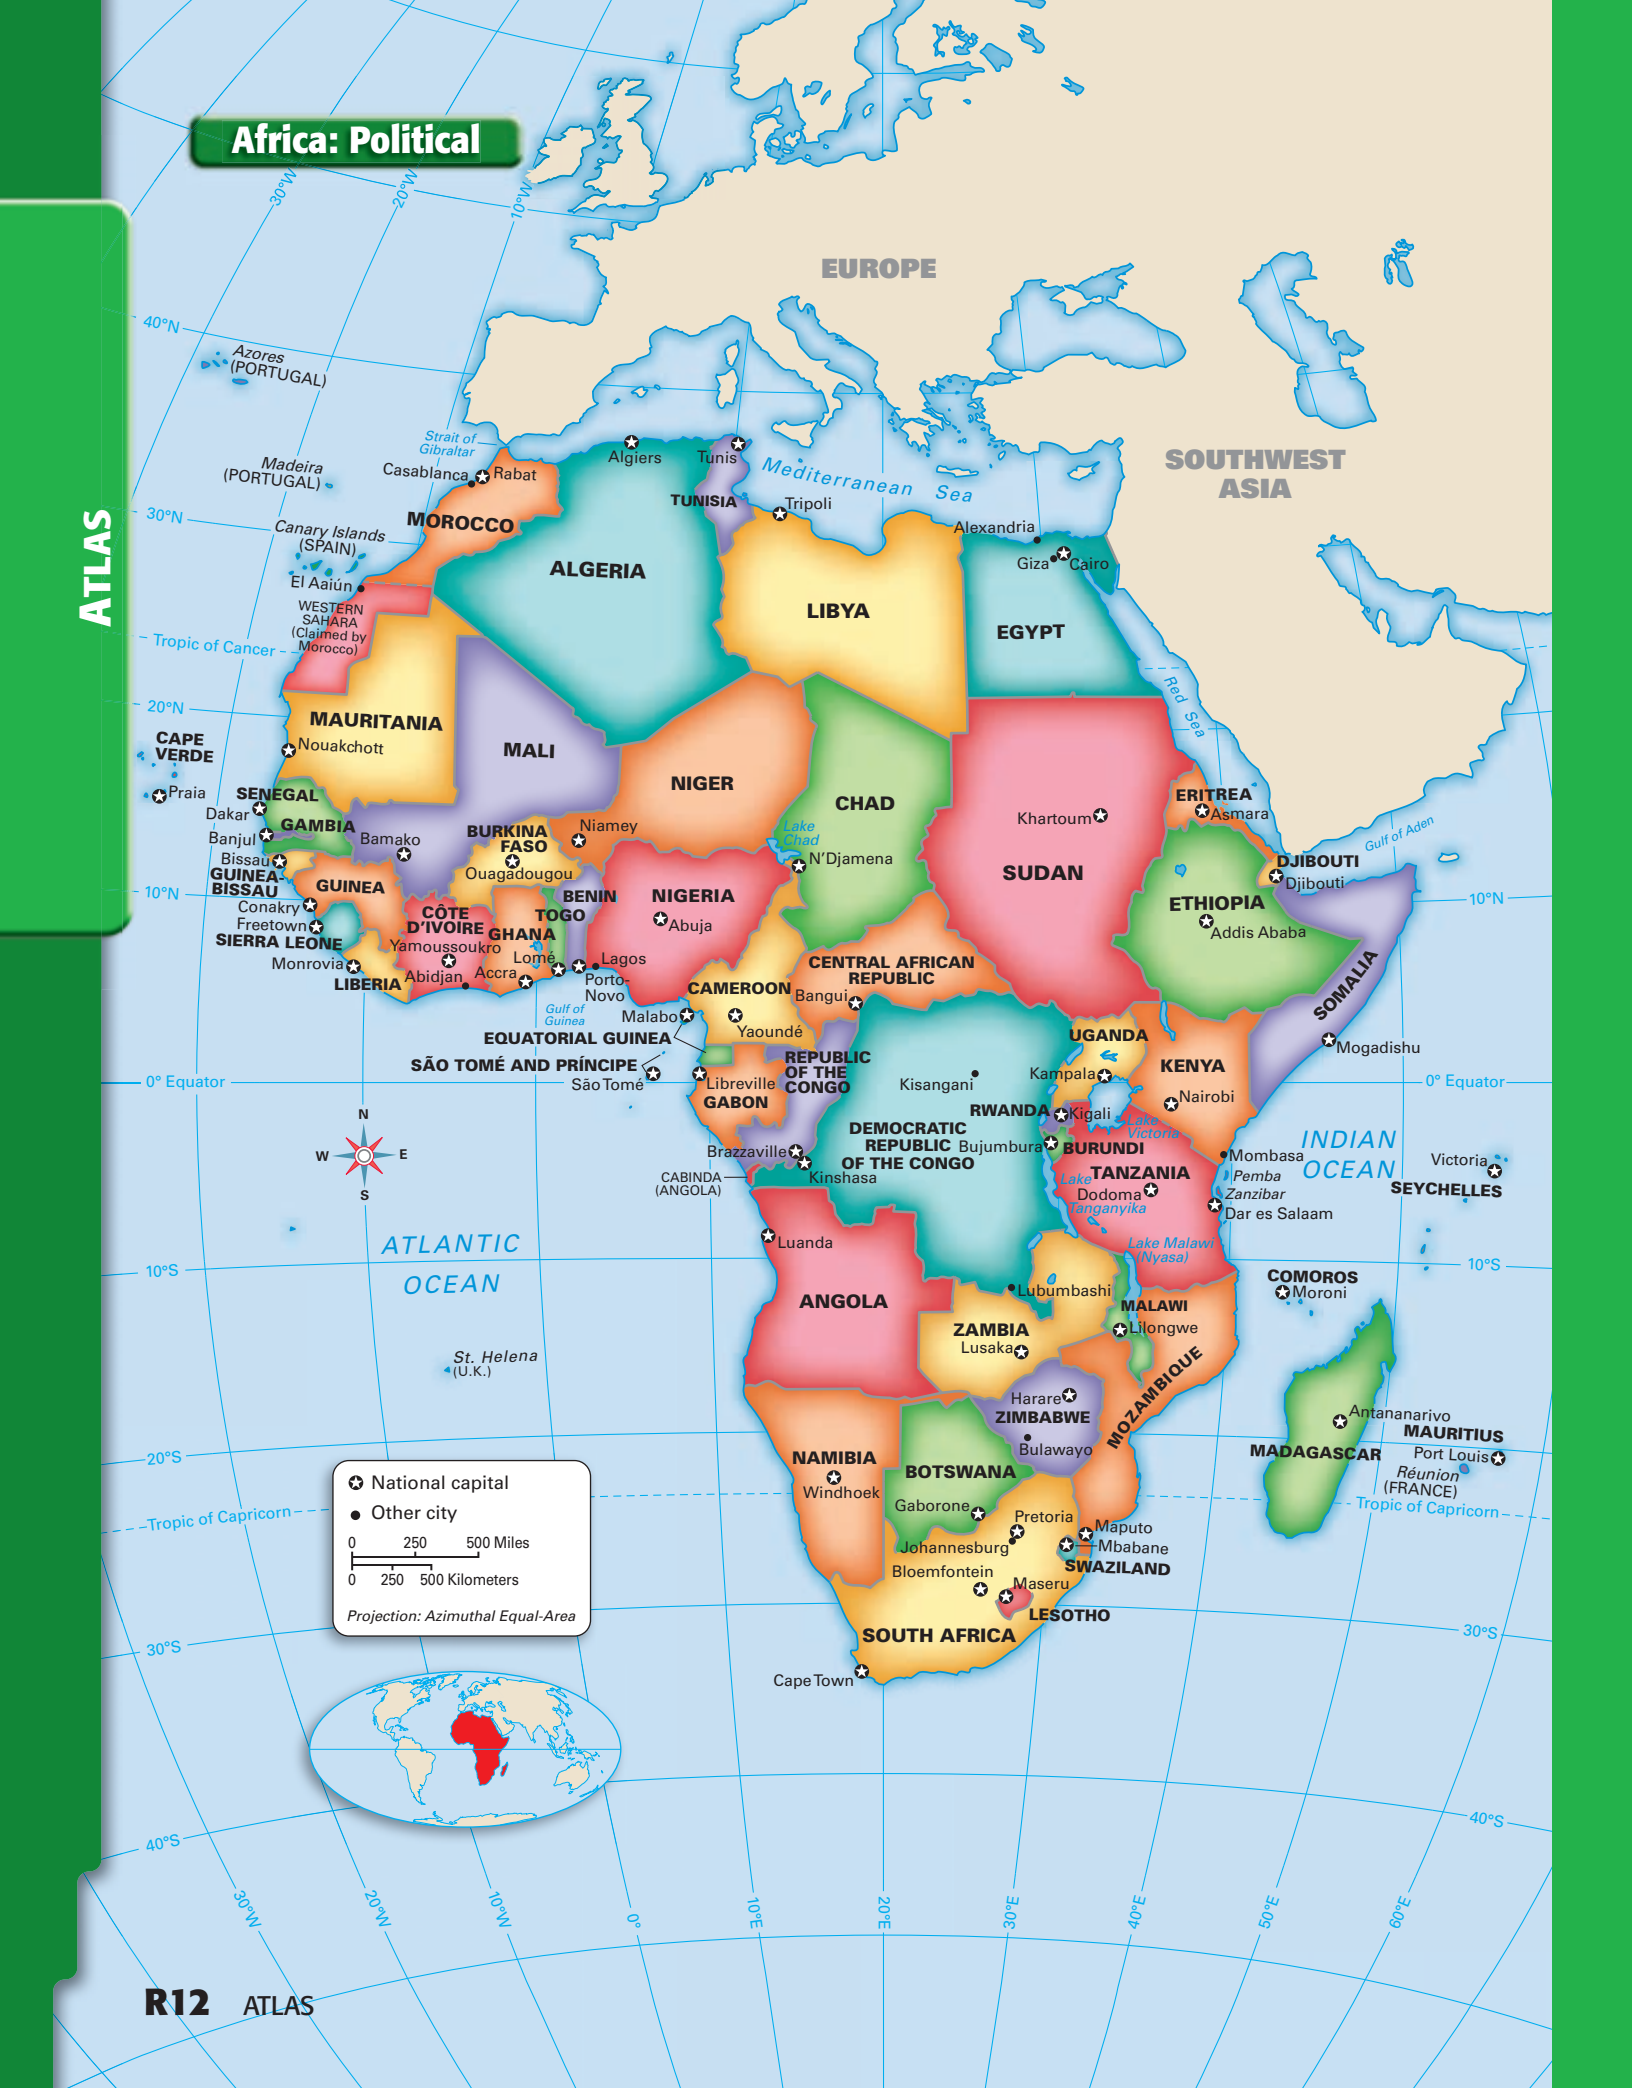 Africa: Political
30°W
20°W
10°W
EUROPE
40°N
Azores
(PORTUGAL)
Strait of
Gibraltar
Algiers
Tunis
SOUTHWEST
ASIA
Madeira
(PORTUGAL)
Casablanca
Rabat
Mediterranean Sea
TUNISIA
Tripoli
ATLAS
30°N
MOROCCO
Canary Islands
(SPAIN)
Alexandria
Giza
Cairo
ALGERIA
El Aaiún
LIBYA
WESTERN
SAHARA
(Claimed by
Morocco)
EGYPT
Tropic of Cancer
Red Sea
20°N
MAURITANIA
Nouakchott
MALI
CAPE
VERDE
NIGER
Praia
SENEGAL
CHAD
ERITREA
Dakar
Khartoum
Asmara
GAMBIA
Banjul
Bamako
BURKINA
FASO
Niamey
Lake
Chad
Gulf of Aden
Bissau
GUINEA-
BISSAU
Ouagadougou
N'Djamena
DJIBOUTI
Djibouti
SUDAN
GUINEA
BENIN
NIGERIA
10°N
10°N
Conakry
CÔTE
D'IVOIRE
TOGO
ETHIOPIA
Freetown
GHANA
Abuja
Addis Ababa
SIERRA LEONE
Yamoussoukro
Monrovia
Lomé
Lagos
CENTRAL AFRICAN
REPUBLIC
LIBERIA
Abidjan
Accra
Porto-
Novo
CAMEROON
Bangui
SOMALIA
Gulf of
Guinea
Malabo
Yaoundé
EQUATORIAL GUINEA
UGANDA
Mogadishu
SÃO TOMÉ AND PRÍNCIPE
REPUBLIC
OF THE
CONGO
KENYA
0° Equator
São Tomé
Libreville
Kisangani
Kampala
0° Equator
GABON
Nairobi
RWANDA
Kigali
N
W
E
S
Lake
Victoria
DEMOCRATIC
REPUBLIC
OF THE CONGO
Bujumbura
BURUNDI
INDIAN
OCEAN
Brazzaville
Mombasa
Victoria
CABINDA
(ANGOLA)
Kinshasa
TANZANIA
Pemba
SEYCHELLES
Lake
Tanganyika
Dodoma
Zanzibar
Dar es Salaam
ATLANTIC
OCEAN
Luanda
Lake Malawi
(Nyasa)
10°S
10°S
COMOROS
Moroni
ANGOLA
Lubumbashi
MALAWI
ZAMBIA
Lilongwe
Lusaka
St. Helena
(U.K.)
MOZAMBIQUE
Harare
ZIMBABWE
Antananarivo
MAURITIUS
20°S
Bulawayo
MADAGASCAR
Port Louis
NAMIBIA
BOTSWANA
Réunion
(FRANCE)
Windhoek
Gaborone
Tropic of Capricorn
Tropic of Capricorn
Pretoria
Maputo
Johannesburg
Mbabane
SWAZILAND
Bloemfontein
Maseru
LESOTHO
SOUTH AFRICA
30°S
30°S
Cape Town
National capital
Other city
0 250 500 Miles
0 250 500 Kilometers
Projection: Azimuthal Equal-Area
40°S
40°S
30°W
20°W
10°W
0°
10°E
20°E
30°E
40°E
50°E
60°E
R12 ATLAS